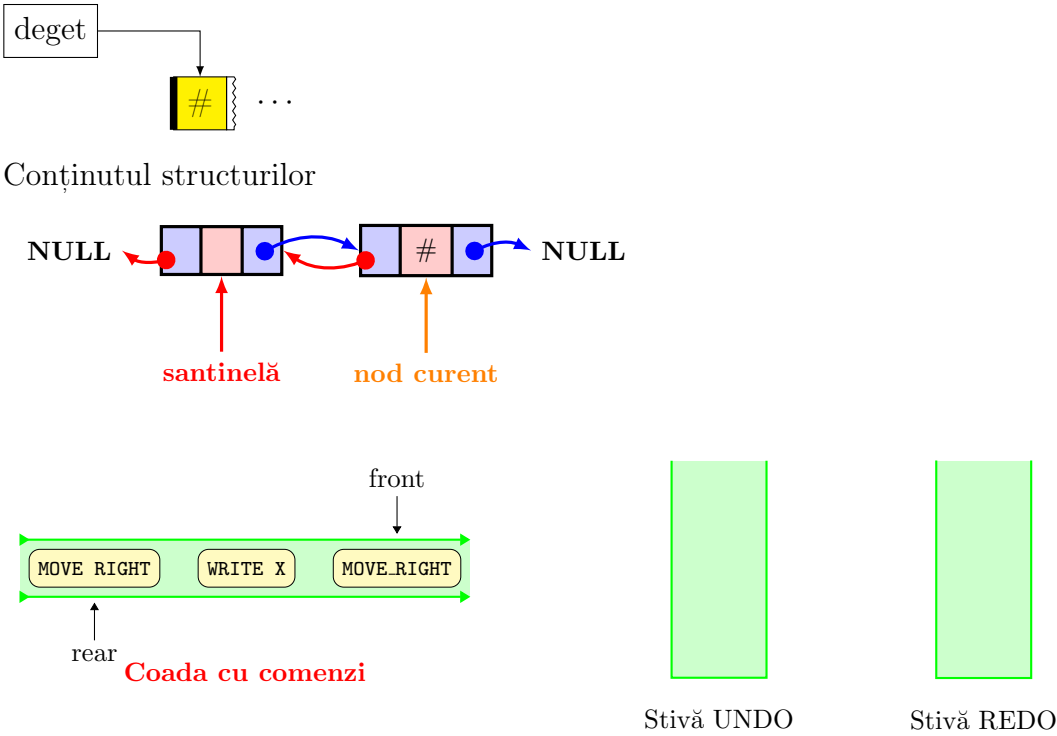 deget
# ...
Conținutul structurilor
NULL # NULL
santinelă nod curent
front
MOVE RIGHT WRITE X MOVE_RIGHT
rear
Coada cu comenzi
Stivă UNDO Stivă REDO